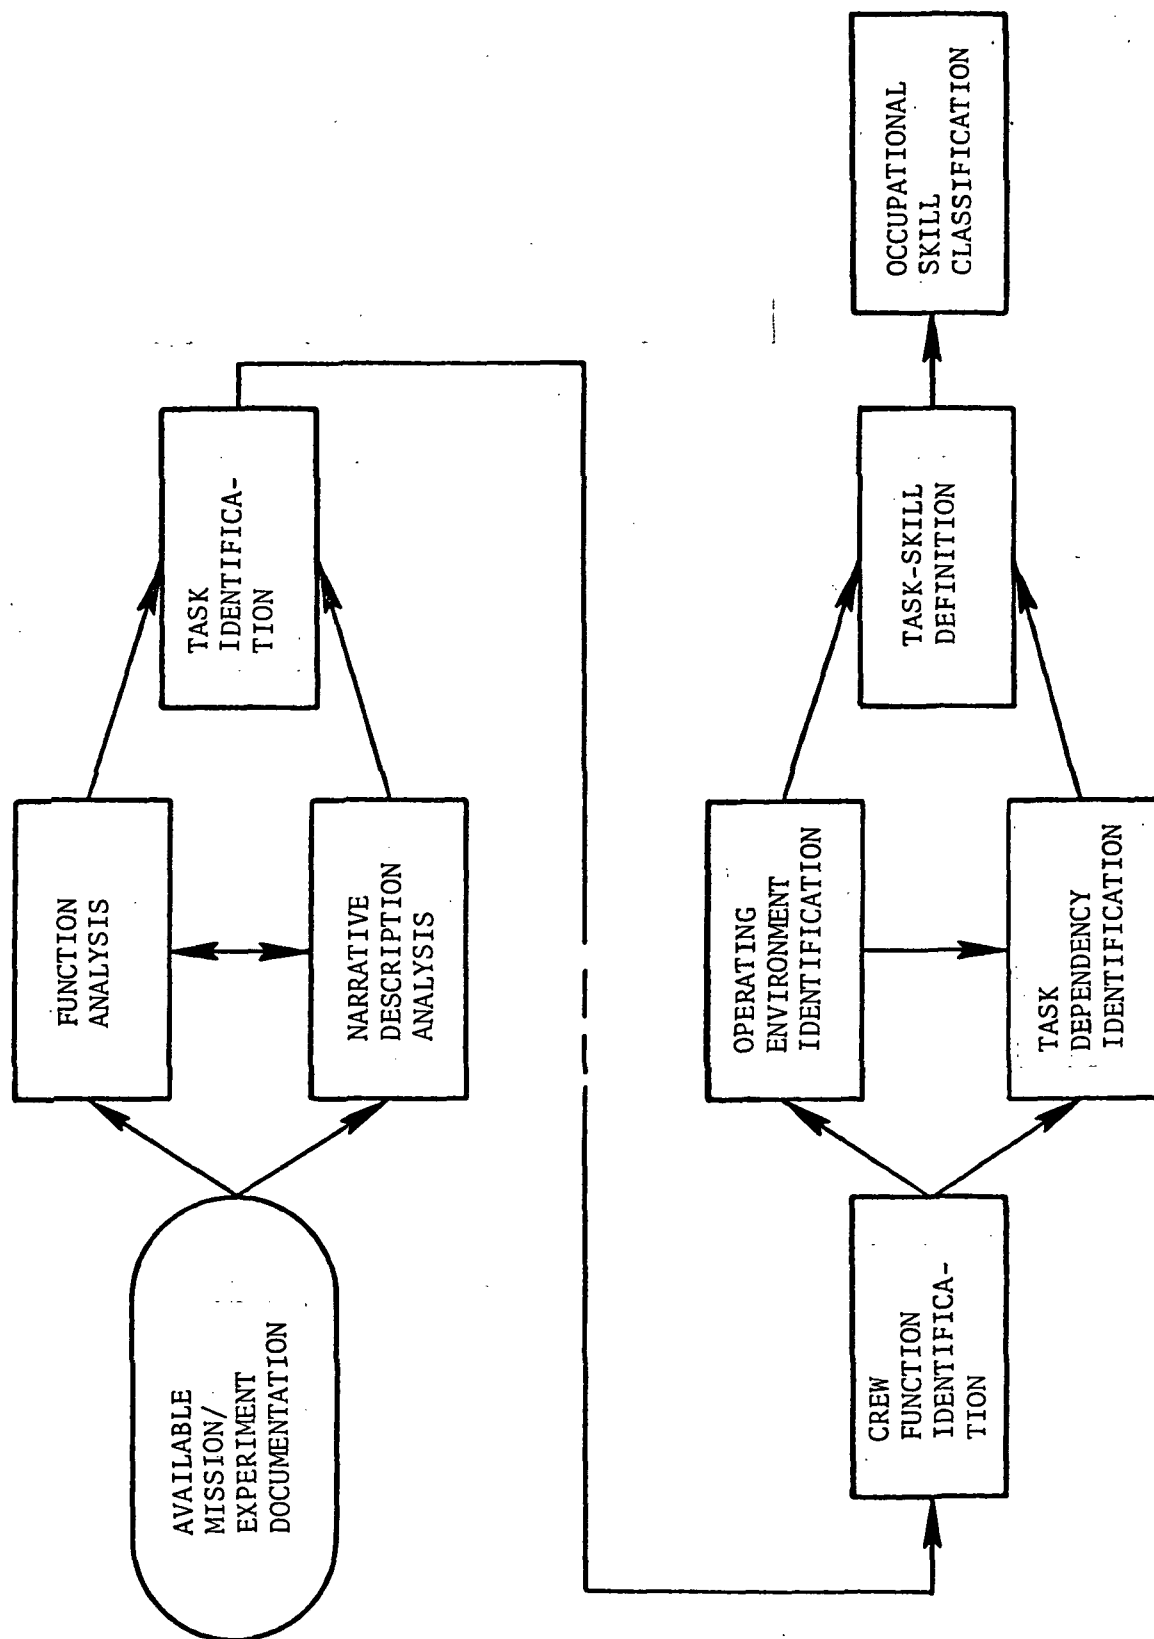 AVAILABLE
MISSION/
EXPERIMENT
DOCUMENTATION
FUNCTION
ANALYSIS
NARRATIVE
DESCRIPTION
ANALYSIS
TASK
IDENTIFICA-
TION
CREW
FUNCTION
IDENTIFICA-
TION
OPERATING
ENVIRONMENT
IDENTIFICATION
TASK
DEPENDENCY
IDENTIFICATION
TASK-SKILL
DEFINITION
OCCUPATIONAL
SKILL
CLASSIFICATION